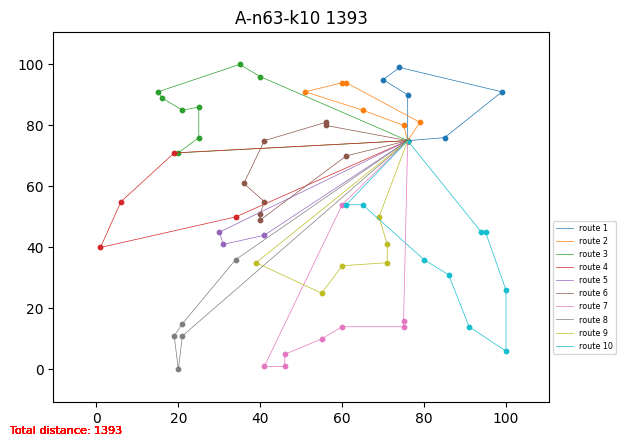 A-n63-k10 1393
100
80
60
40
20
0
0 20 40 60 80 100
route 1
route 2
route 3
route 4
route 5
route 6
route 7
route 8
route 9
route 10
Total distance: 1393